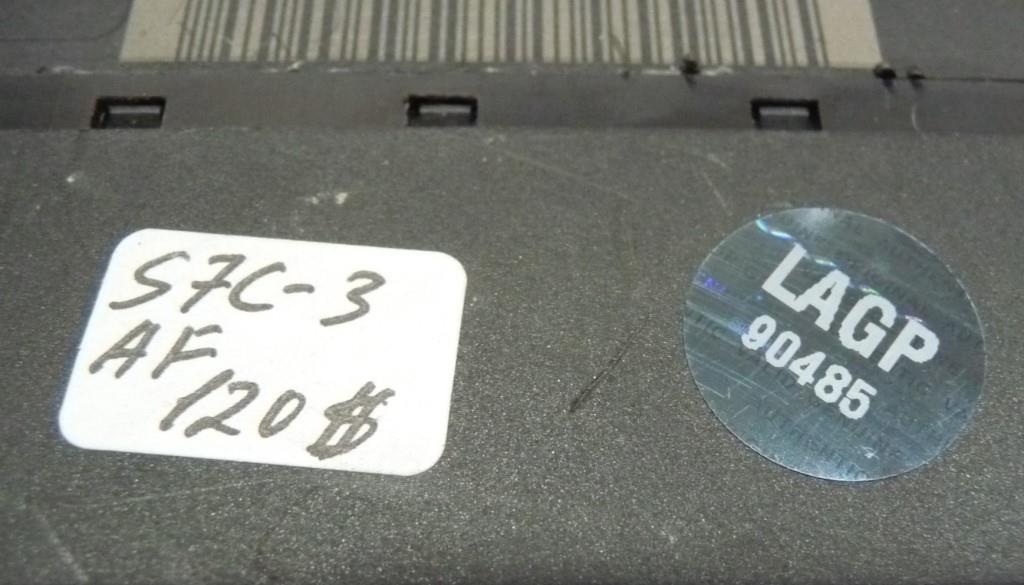 S7C-3
AF
120 $
LAGP
90485